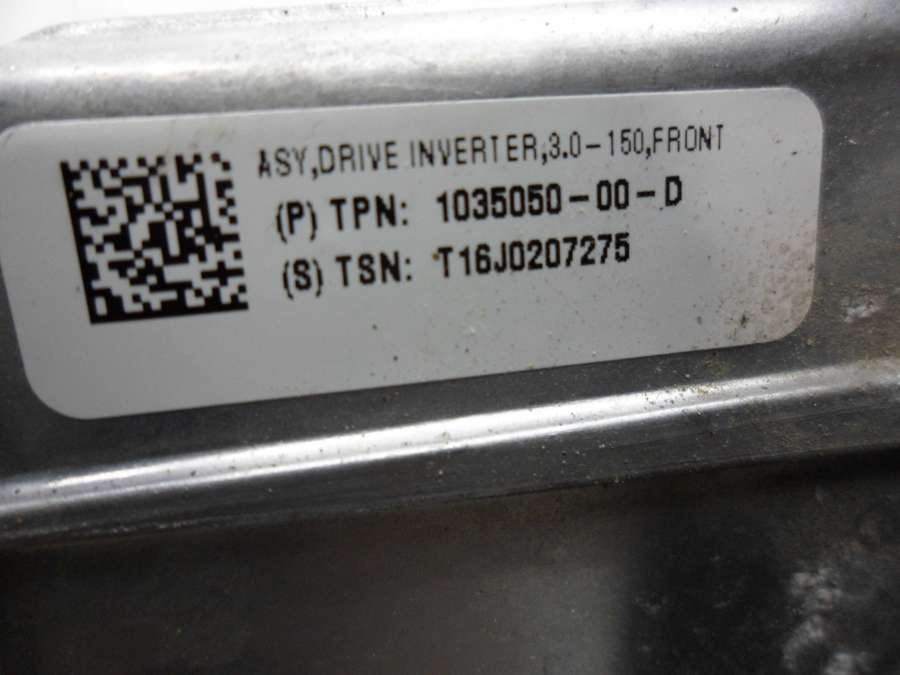 ASY,DRIVE INVERTER,3.0-150,FRONT
(P) TPN: 1035050-00-D
(S) TSN: T16J0207275